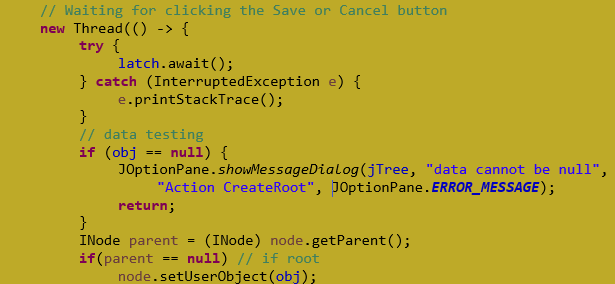 // Waiting for clicking the Save or Cancel button
new Thread(() -> {
try {
latch.await();
} catch (InterruptedException e) {
e.printStackTrace();
}
// data testing
if (obj == null) {
JOptionPane.showMessageDialog(jTree, "data cannot be null",
"Action CreateRoot", JOptionPane.ERROR_MESSAGE);
return;
}
INode parent = (INode) node.getParent();
if(parent == null) // if root
node.setUserObject(obj);